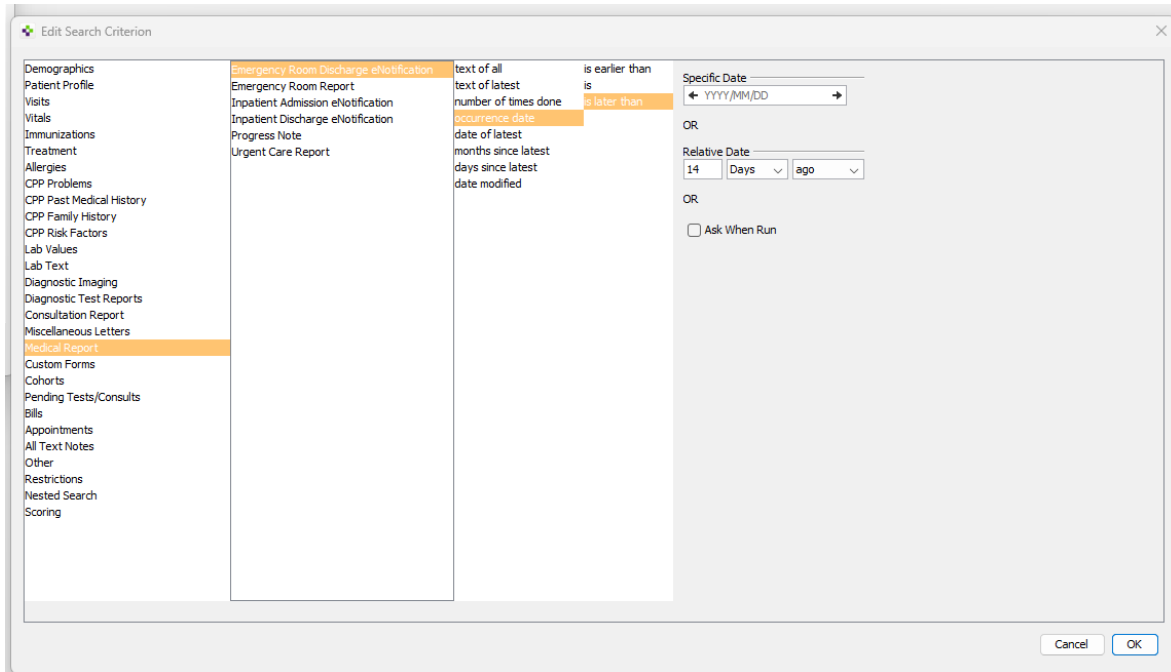 Edit Search Criterion
Demographics
Patient Profile
Visits
Vitals
Immunizations
Treatment
Allergies
CPP Problems
CPP Past Medical History
CPP Family History
CPP Risk Factors
Lab Values
Lab Text
Diagnostic Imaging
Diagnostic Test Reports
Consultation Report
Miscellaneous Letters
Medical Report
Custom Forms
Cohorts
Pending Tests/Consults
Bills
Appointments
All Text Notes
Other
Restrictions
Nested Search
Scoring
Emergency Room Discharge eNotification
Emergency Room Report
Inpatient Admission eNotification
Inpatient Discharge eNotification
Progress Note
Urgent Care Report
text of all
text of latest
number of times done
occurrence date
date of latest
months since latest
days since latest
date modified
is earlier than
is
is later than
Specific Date
YYYY/MM/DD
OR
Relative Date
14 Days ago
OR
Ask When Run
Cancel OK